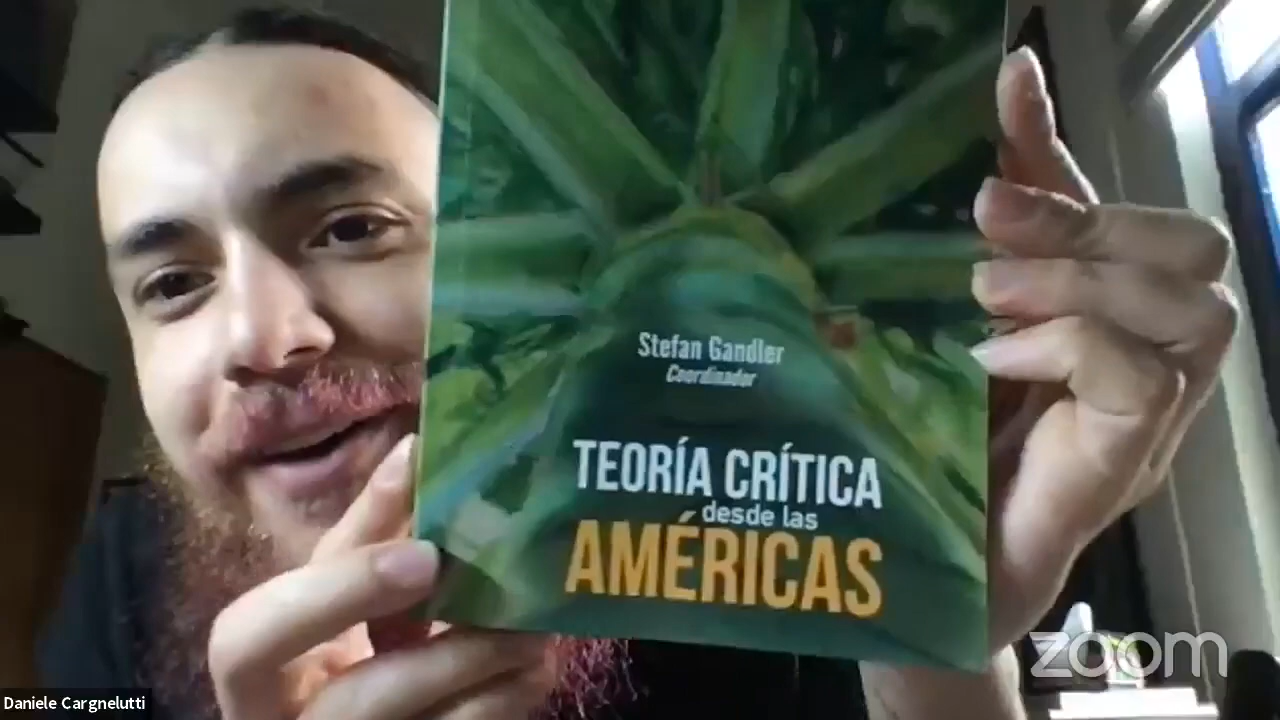 Stefan Gandler
Coordinador
TEORÍA CRÍTICA
desde las
AMÉRICAS
zoom
Daniele Cargnelutti